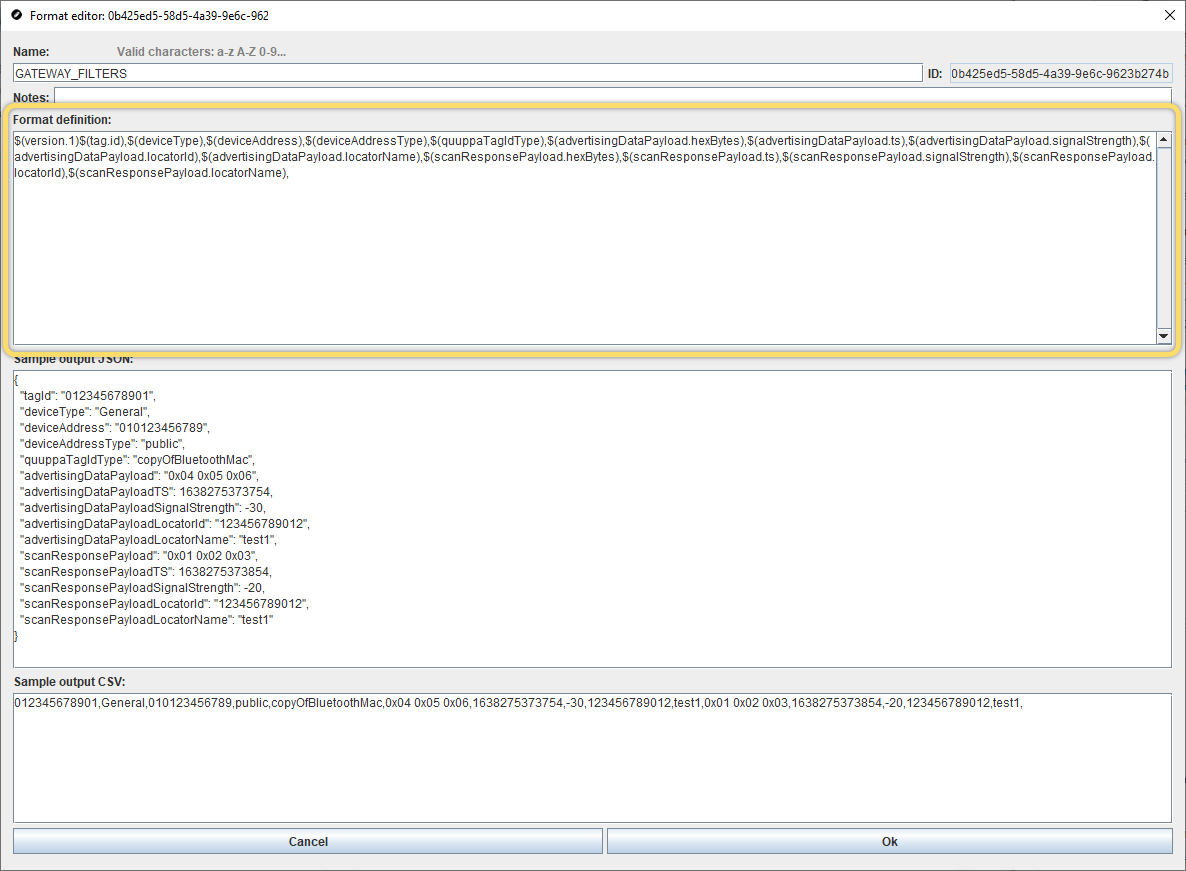 Format editor: 0b425ed5-58d5-4a39-9e6c-962
Name: Valid characters: a-z A-Z 0-9...
GATEWAY_FILTERS ID: 0b425ed5-58d5-4a39-9e6c-9623b274b
Notes:
Format definition:
$(version.1)$(tag.id),$(deviceType),$(deviceAddress),$(deviceAddressType),$(quuppaTagIdType),$(advertisingDataPayload.hexBytes),$(advertisingDataPayload.ts),$(advertisingDataPayload.signalStrength),$(
advertisingDataPayload.locatorId),$(advertisingDataPayload.locatorName),$(scanResponsePayload.hexBytes),$(scanResponsePayload.ts),$(scanResponsePayload.signalStrength),$(scanResponsePayload.
locatorId),$(scanResponsePayload.locatorName),
Sample output JSON:
{
"tagId": "012345678901",
"deviceType": "General",
"deviceAddress": "010123456789",
"deviceAddressType": "public",
"quuppaTagIdType": "copyOfBluetoothMac",
"advertisingDataPayload": "0x04 0x05 0x06",
"advertisingDataPayloadTS": 1638275373754,
"advertisingDataPayloadSignalStrength": -30,
"advertisingDataPayloadLocatorId": "123456789012",
"advertisingDataPayloadLocatorName": "test1",
"scanResponsePayload": "0x01 0x02 0x03",
"scanResponsePayloadTS": 1638275373854,
"scanResponsePayloadSignalStrength": -20,
"scanResponsePayloadLocatorId": "123456789012",
"scanResponsePayloadLocatorName": "test1"
}
Sample output CSV:
012345678901,General,010123456789,public,copyOfBluetoothMac,0x04 0x05 0x06,1638275373754,-30,123456789012,test1,0x01 0x02 0x03,1638275373854,-20,123456789012,test1,
Cancel Ok